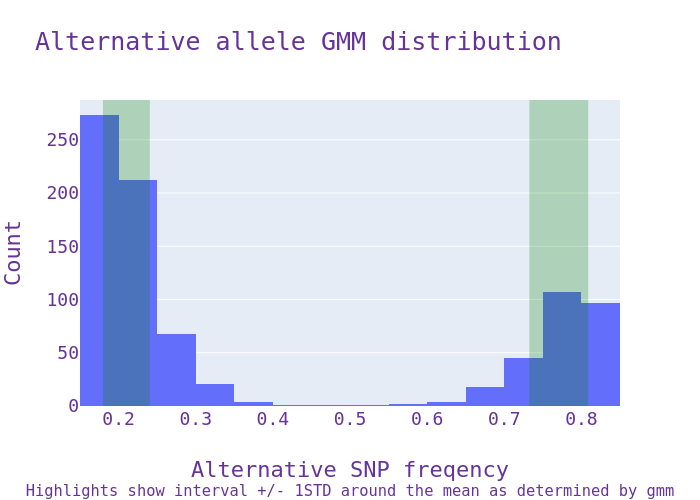 Alternative allele GMM distribution
250
200
150
100
50
0
Count
0.2 0.3 0.4 0.5 0.6 0.7 0.8
Alternative SNP freqency
Highlights show interval +/- 1STD around the mean as determined by gmm